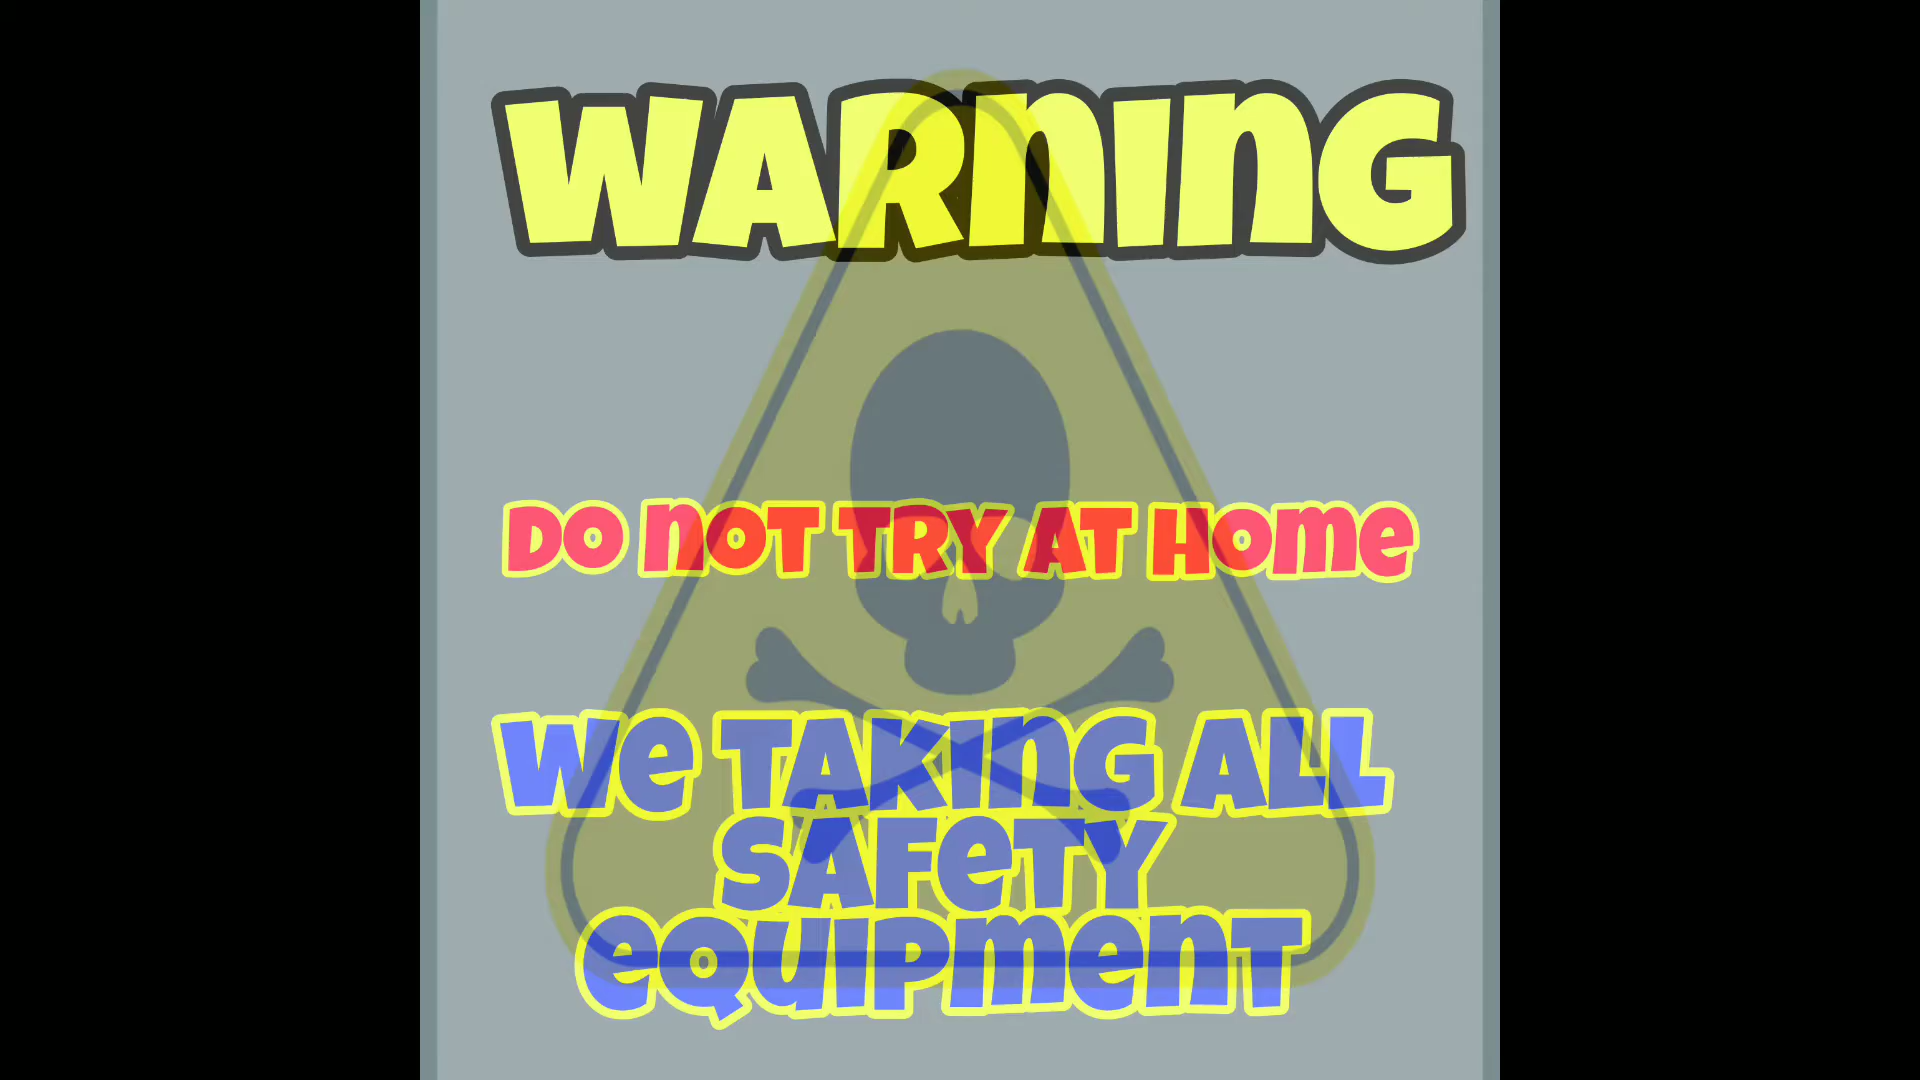 WARNING
DO NOT TRY AT HOME
We TAKING ALL
SAFETY
EQUIPMENT